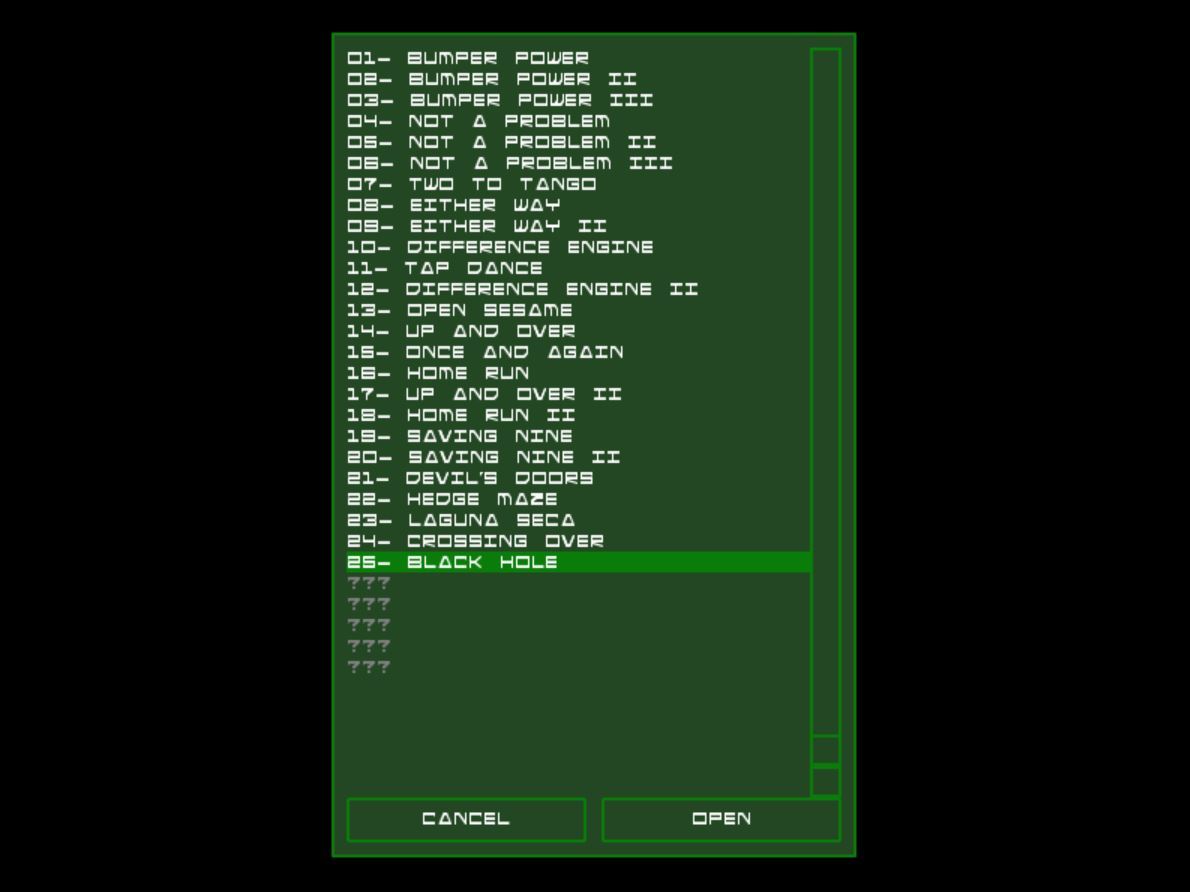 01- BUMPER POWER
02- BUMPER POWER II
03- BUMPER POWER III
04- NOT A PROBLEM
05- NOT A PROBLEM II
06- NOT A PROBLEM III
07- TWO TO TANGO
08- EITHER WAY
09- EITHER WAY II
10- DIFFERENCE ENGINE
11- TAP DANCE
12- DIFFERENCE ENGINE II
13- OPEN SESAME
14- UP AND OVER
15- ONCE AND AGAIN
16- HOME RUN
17- UP AND OVER II
18- HOME RUN II
19- SAVING NINE
20- SAVING NINE II
21- DEVIL'S DOORS
22- HEDGE MAZE
23- LAGUNA SECA
24- CROSSING OVER
25- BLACK HOLE
???
???
???
???
???
CANCEL OPEN